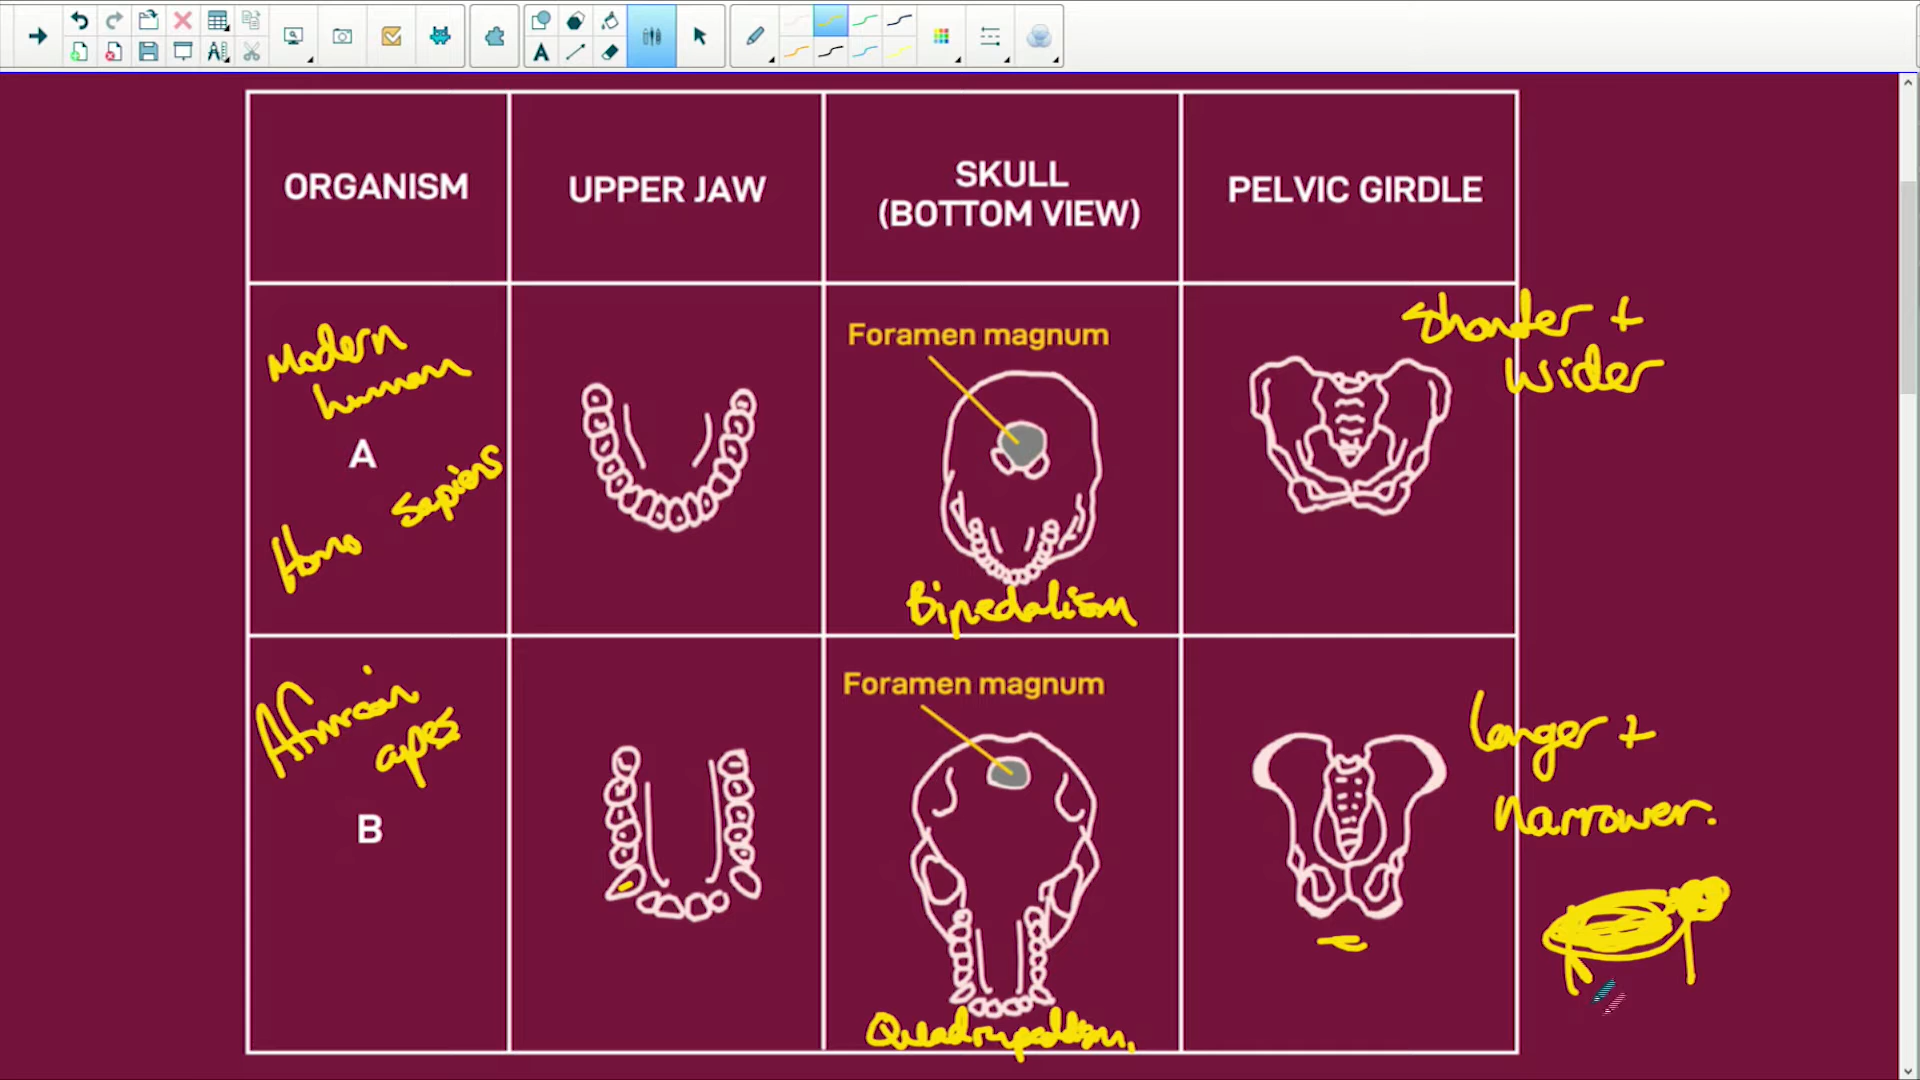 ORGANISM
UPPER JAW
SKULL
(BOTTOM VIEW)
PELVIC GIRDLE
Modern
human
A
Homo sapiens
Foramen magnum
Bipedalism
Shorter +
Wider
African
apes
B
Foramen magnum
Quadrupedalism.
Longer +
Narrower.